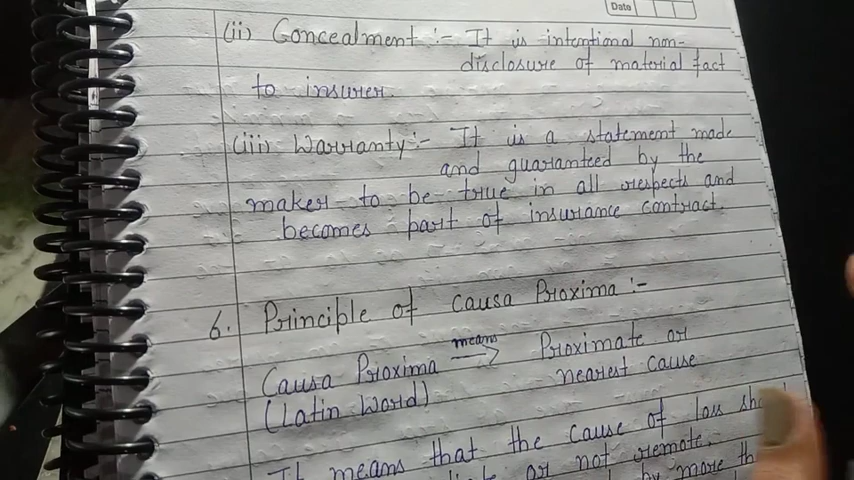 Date
(ii) Concealment :- It is intentional non-
disclosure of material fact
to insurer
(iii) Warranty:- It is a statement made
and guaranteed by the
maker to be true in all respects and
becomes part of insurance contract.
6. Principle of causa Proxima :-
Causa Proxima means → Proximate or
nearest cause
(Latin World)
It means that the cause of loss
or not remote,
by more